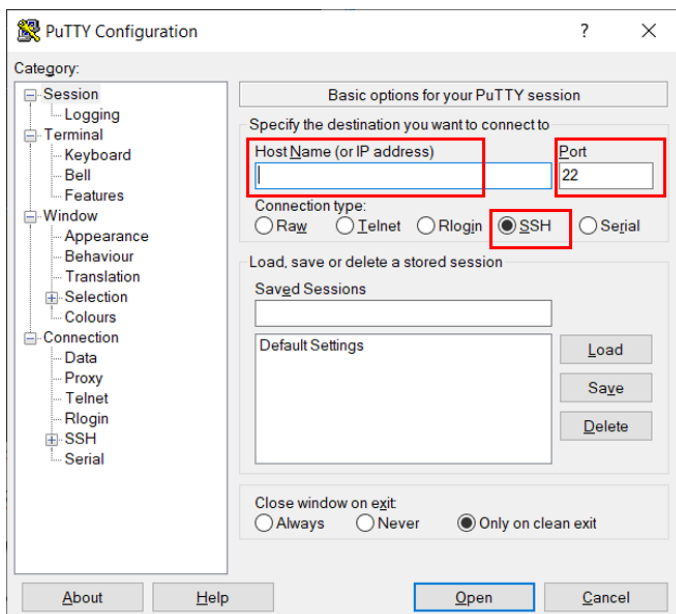 PuTTY Configuration
Category:
Session
Logging
Terminal
Keyboard
Bell
Features
Window
Appearance
Behaviour
Translation
Selection
Colours
Connection
Data
Proxy
Telnet
Rlogin
SSH
Serial
Basic options for your PuTTY session
Specify the destination you want to connect to
Host Name (or IP address) Port
22
Connection type:
Raw Telnet Rlogin SSH Serial
Load, save or delete a stored session
Saved Sessions
Default Settings
Load
Save
Delete
Close window on exit:
Always Never Only on clean exit
About Help Open Cancel